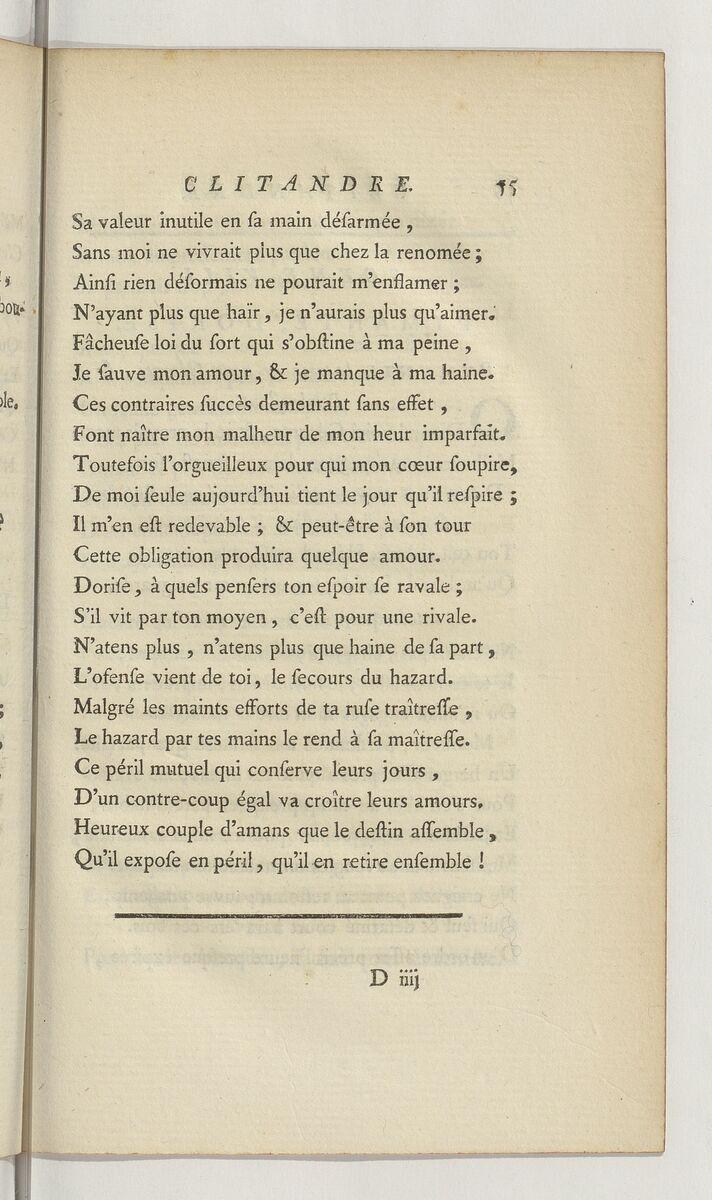 CLITANDRE. 55
Sa valeur inutile en ſa main déſarmée ,
Sans moi ne vivrait plus que chez la renomée ;
Ainſi rien déſormais ne pourait m'enflamer ;
N'ayant plus que haïr , je n'aurais plus qu'aimer.
Fâcheuſe loi du ſort qui s'obſtine à ma peine ,
Je ſauve mon amour , & je manque à ma haine.
Ces contraires ſuccès demeurant ſans effet ,
Font naître mon malheur de mon heur imparfait.
Toutefois l'orgueilleux pour qui mon cœur ſoupire,
De moi ſeule aujourd'hui tient le jour qu'il reſpire ;
Il m'en eſt redevable ; & peut-être à ſon tour
Cette obligation produira quelque amour.
Doriſe , à quels penſers ton eſpoir ſe ravale ;
S'il vit par ton moyen , c'eſt pour une rivale.
N'atens plus , n'atens plus que haine de ſa part ,
L'ofenſe vient de toi , le ſecours du hazard.
Malgré les maints efforts de ta ruſe traîtreſſe ,
Le hazard par tes mains le rend à ſa maîtreſſe.
Ce péril mutuel qui conſerve leurs jours ,
D'un contre-coup égal va croître leurs amours.
Heureux couple d'amans que le deſtin aſſemble ,
Qu'il expoſe en péril , qu'il en retire enſemble !
D iiij